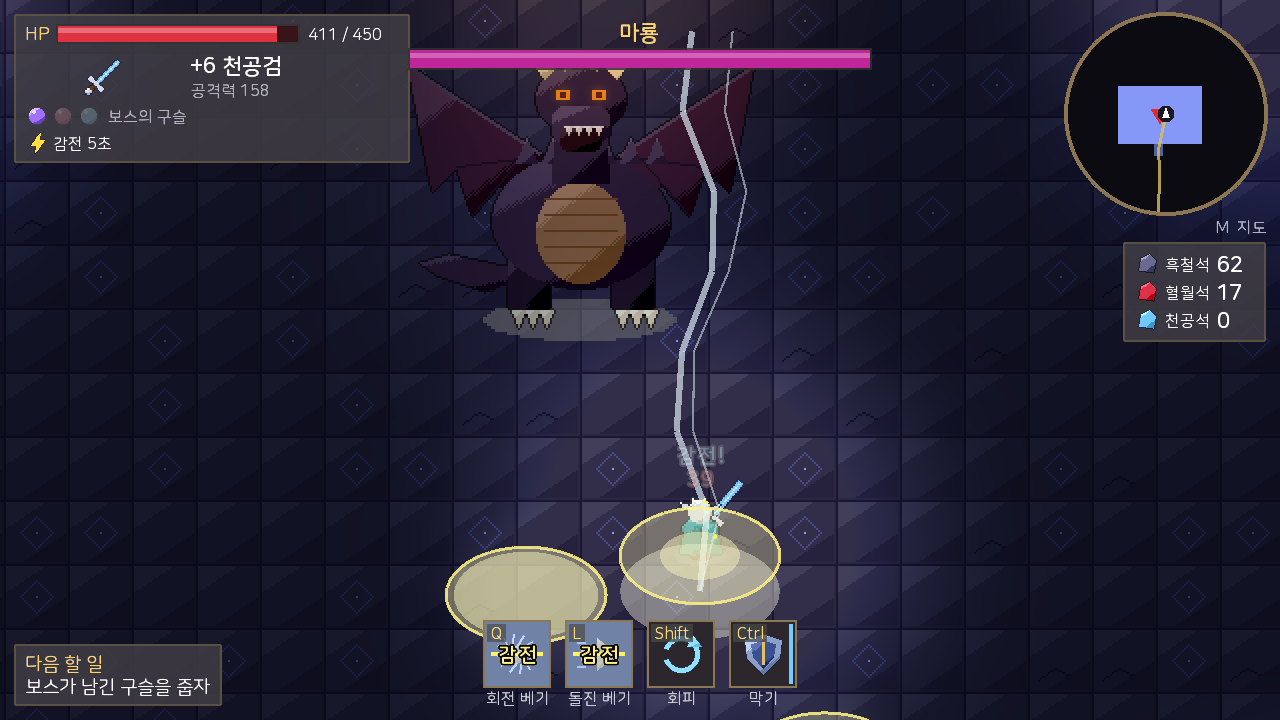 HP 411 / 450
+6 천공검
공격력 158
보스의 구슬
감전 5초
마룡
M 지도
흑철석 62
혈월석 17
천공석 0
감전!
39
Q
감전
회전 베기
L
감전
돌진 베기
Shift
회피
Ctrl
막기
다음 할 일
보스가 남긴 구슬을 줍자